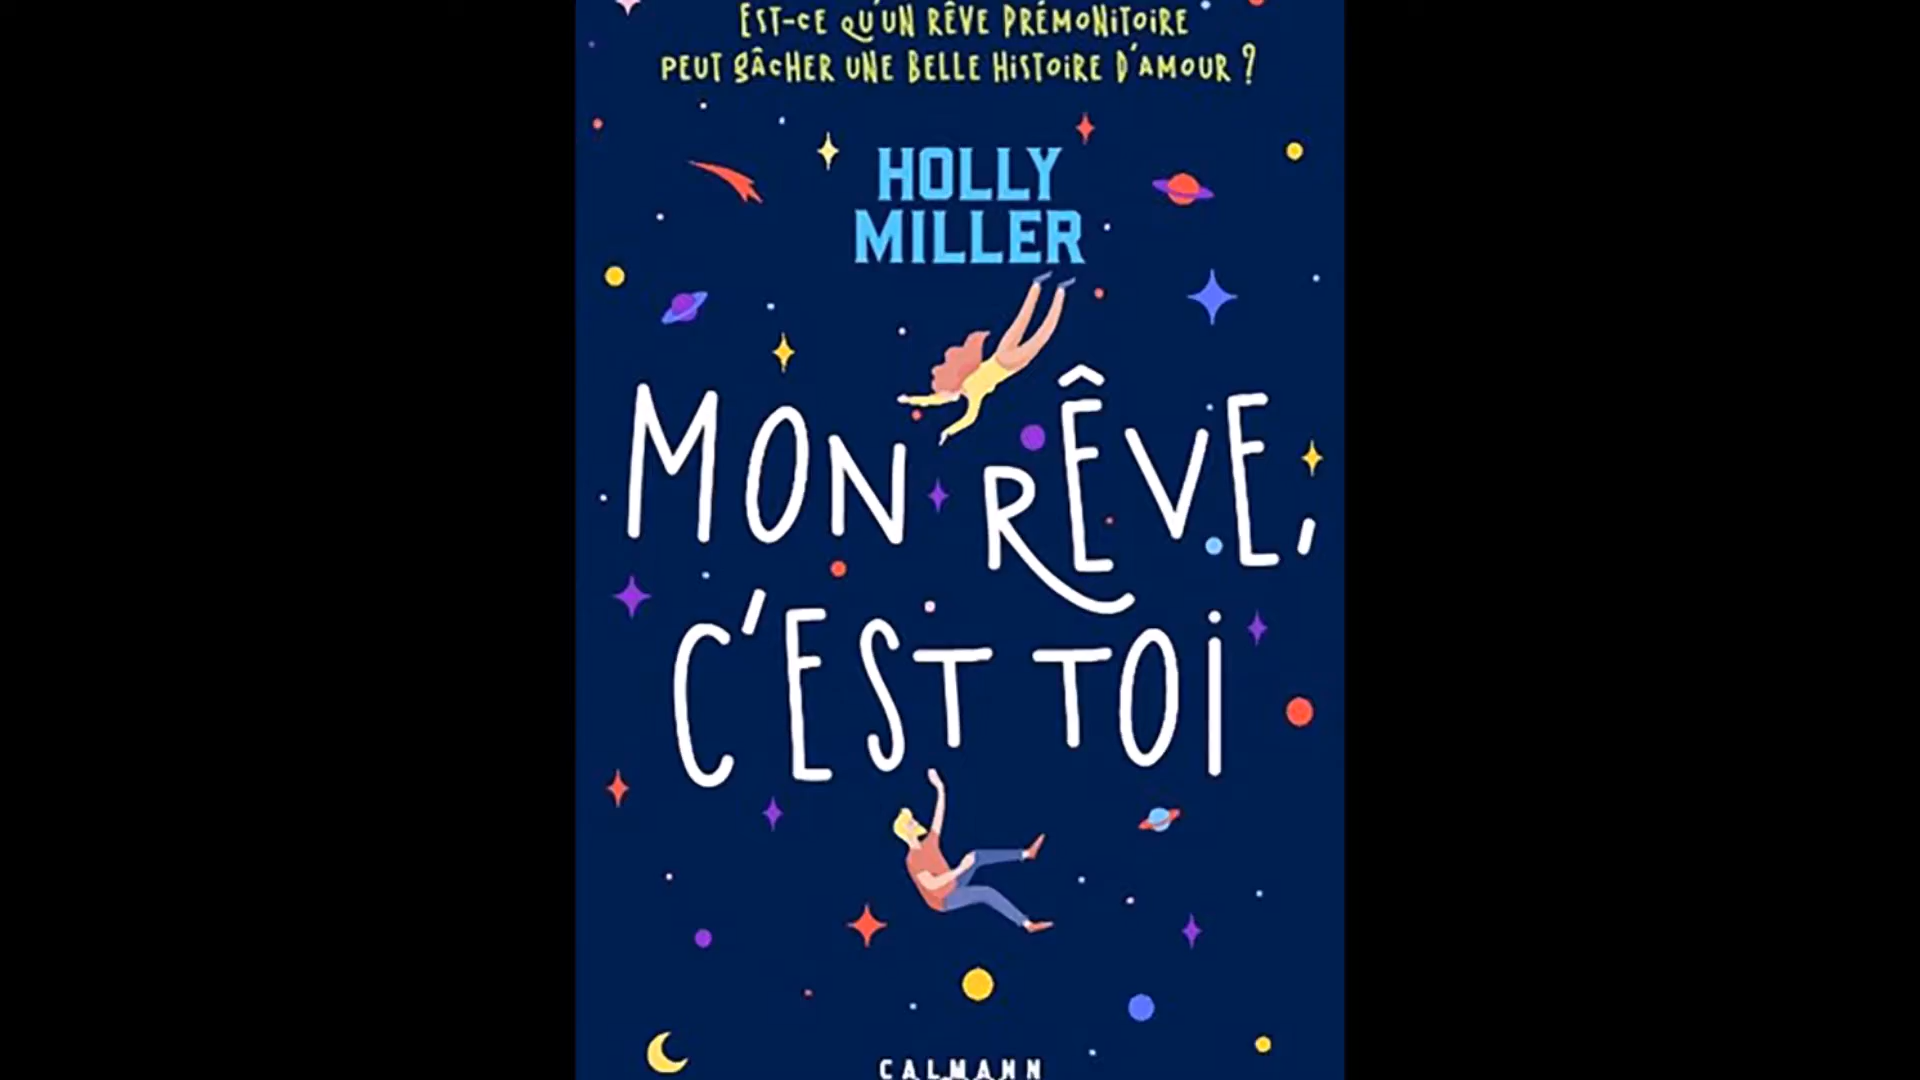 EST-CE QU'UN RÊVE PRÉMONITOIRE
PEUT GÂCHER UNE BELLE HISTOIRE D'AMOUR ?
HOLLY
MILLER
MON RÊVE,
C'EST TOI
CALMANN